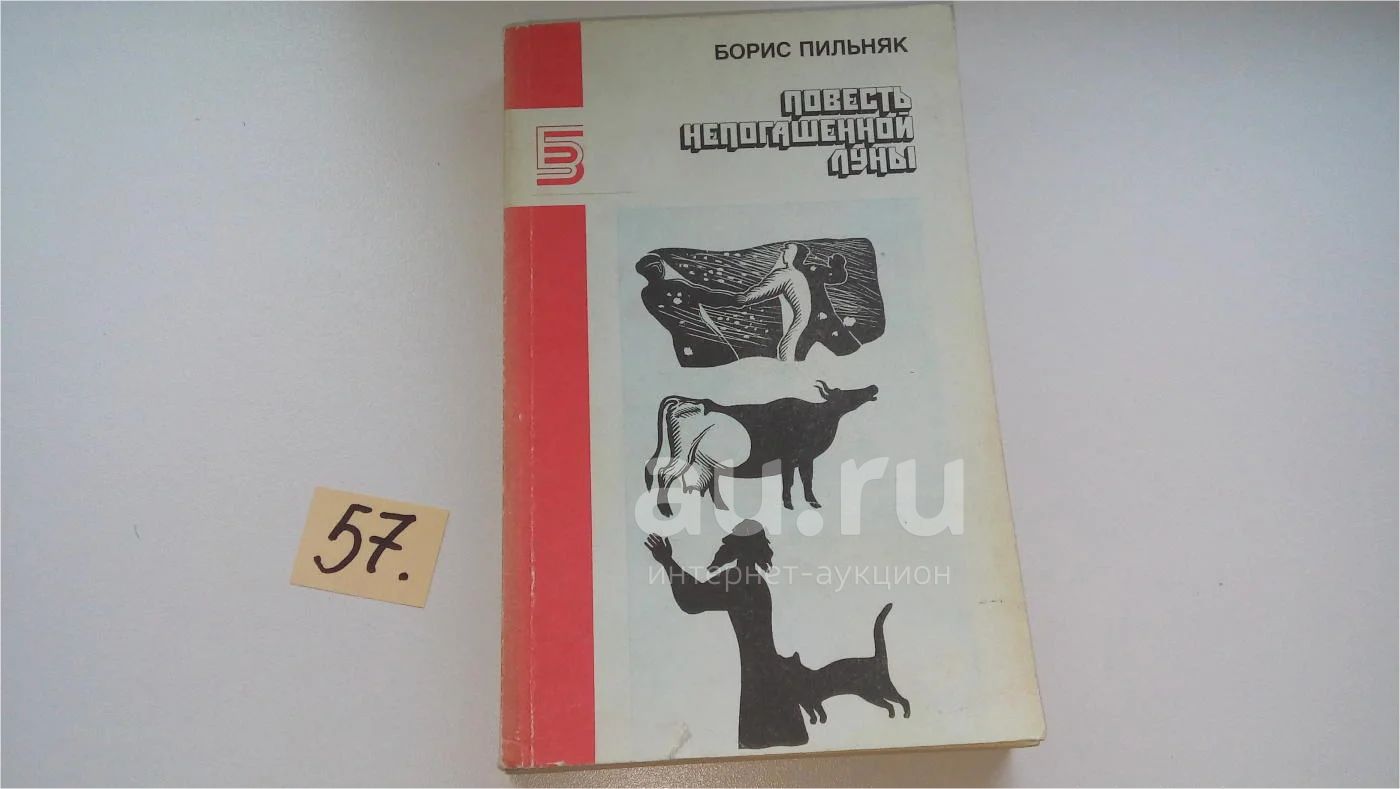 БОРИС ПИЛЬНЯК
ПОВЕСТЬ
НЕПОГАШЕННОЙ
ЛУНЫ
Б
57.
au.ru
интернет-аукцион